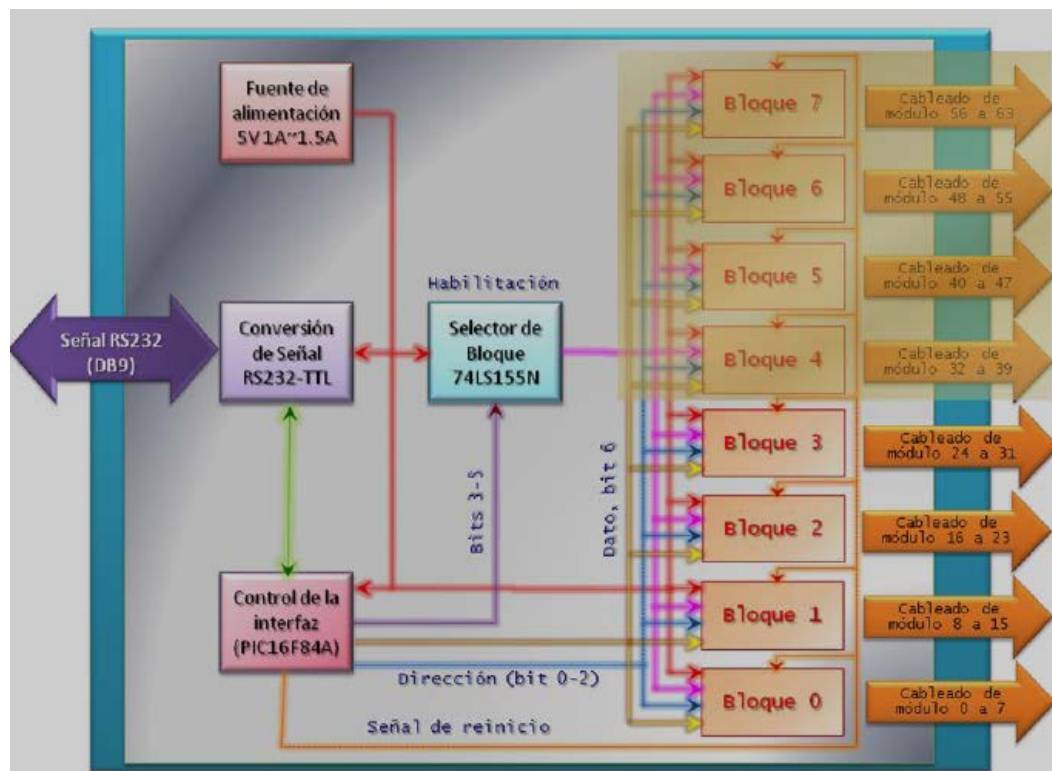 Fuente de
alimentación
5V 1A~1.5A
Señal RS232
(DB9)
Conversión
de Señal
RS232-TTL
Habilitación
Selector de
Bloque
74LS155N
Control de la
interfaz
(PIC16F84A)
Bits 3-5
Dato, bit 6
Dirección (bit 0-2)
Señal de reinicio
Bloque 7
Cableado de
módulo 56 a 63
Bloque 6
Cableado de
módulo 48 a 55
Bloque 5
Cableado de
módulo 40 a 47
Bloque 4
Cableado de
módulo 32 a 39
Bloque 3
Cableado de
módulo 24 a 31
Bloque 2
Cableado de
módulo 16 a 23
Bloque 1
Cableado de
módulo 8 a 15
Bloque 0
Cableado de
módulo 0 a 7